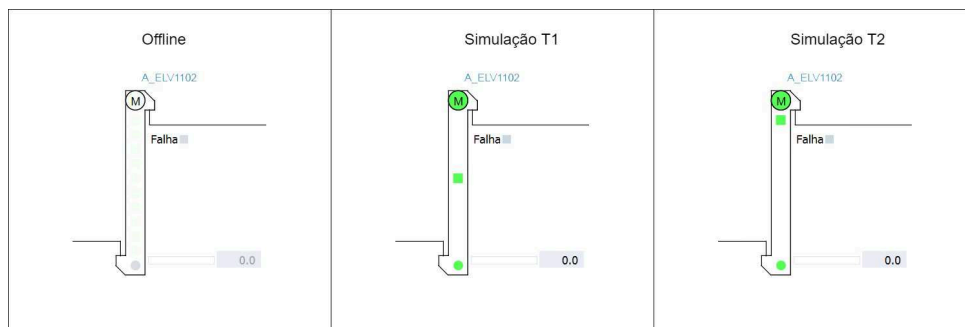 Offline
A_ELV1102
M
Falha
0.0
Simulação T1
A_ELV1102
M
Falha
0.0
Simulação T2
A_ELV1102
M
Falha
0.0